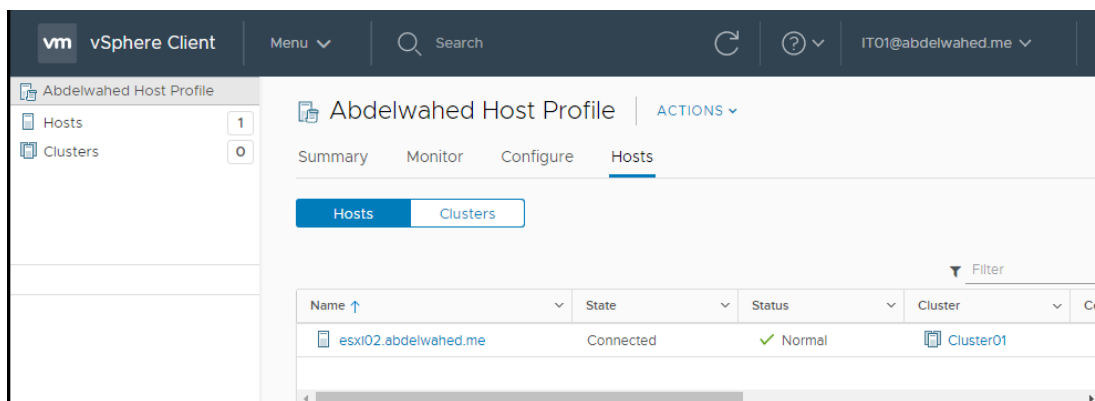 vm vSphere Client Menu Search IT01@abdelwahed.me
Abdelwahed Host Profile
Hosts 1
Clusters 0
Abdelwahed Host Profile ACTIONS
Summary Monitor Configure Hosts
Hosts Clusters
Filter
Name State Status Cluster
esxi02.abdelwahed.me Connected Normal Cluster01